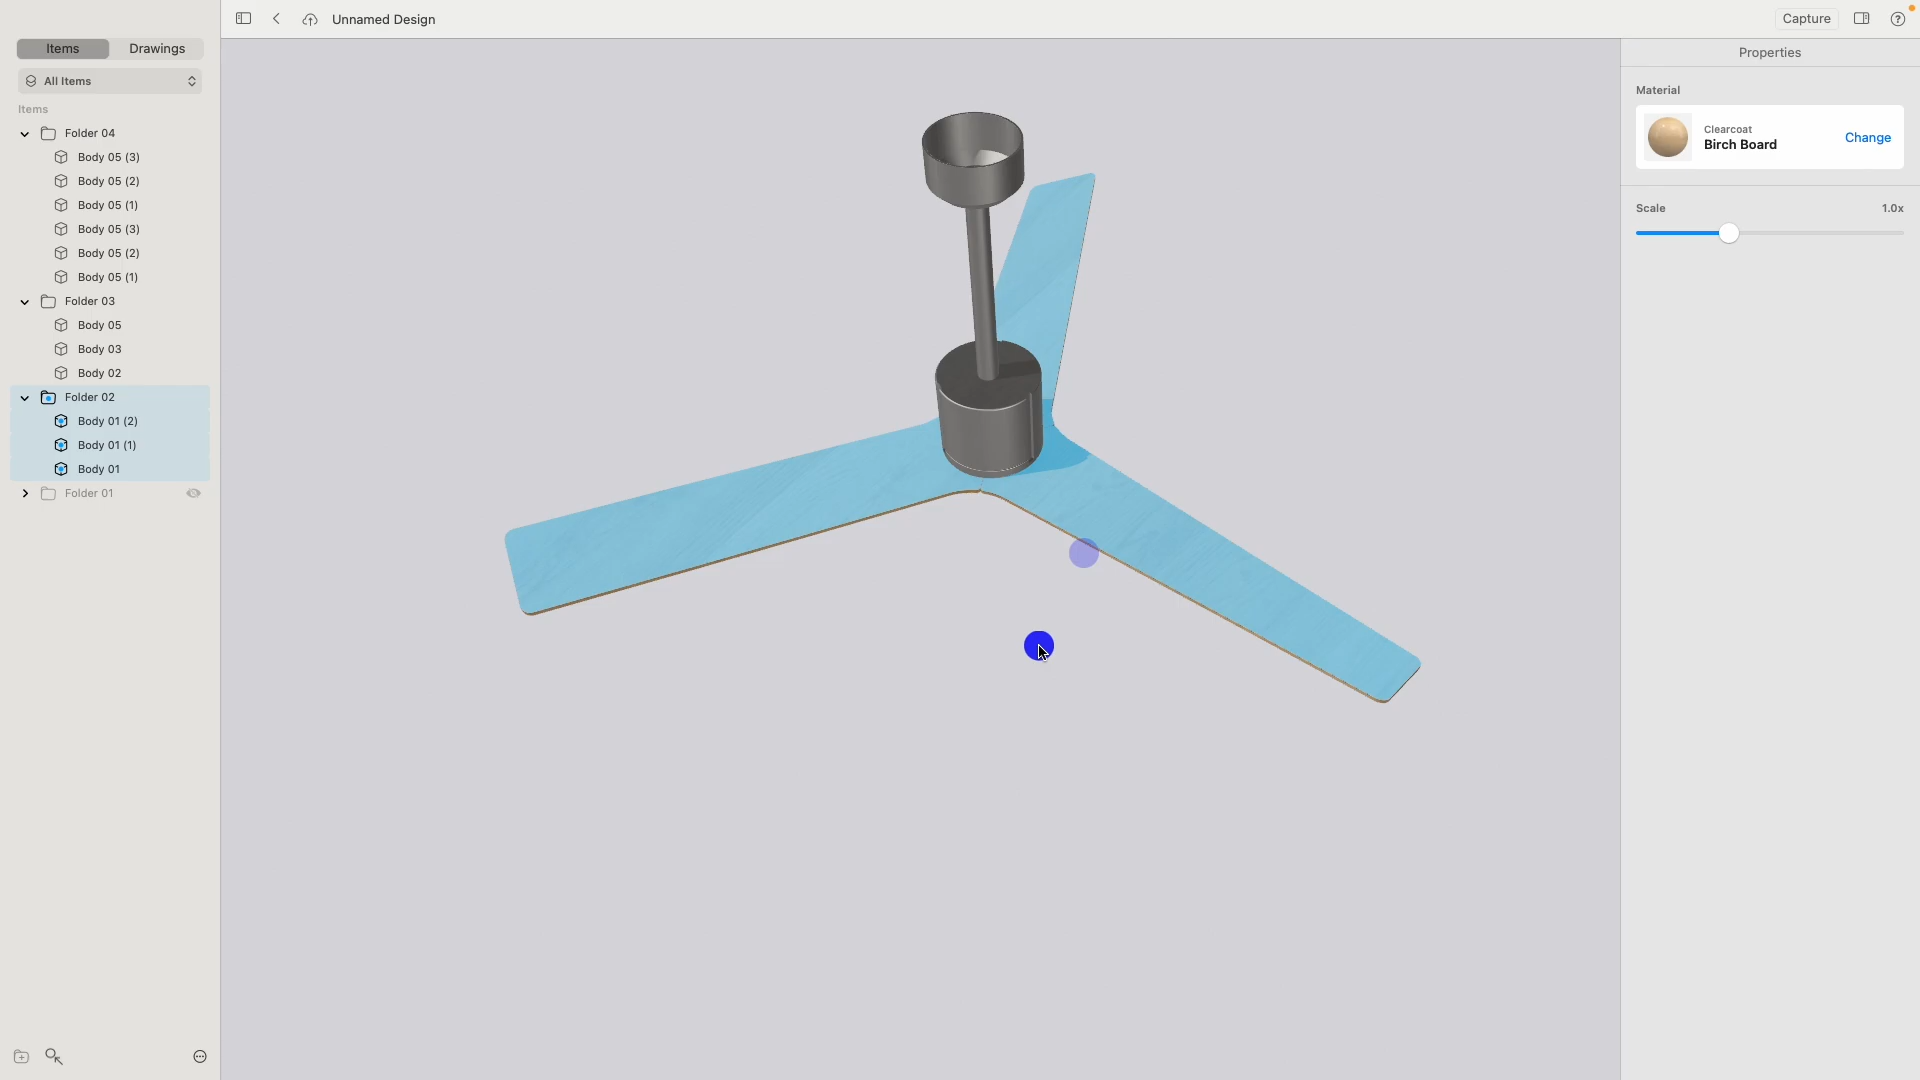 Unnamed Design
Capture
Items
Drawings
All Items
Items
Folder 04
Body 05 (3)
Body 05 (2)
Body 05 (1)
Body 05 (3)
Body 05 (2)
Body 05 (1)
Folder 03
Body 05
Body 03
Body 02
Folder 02
Body 01 (2)
Body 01 (1)
Body 01
Folder 01
Properties
Material
Clearcoat
Birch Board
Change
Scale
1.0x